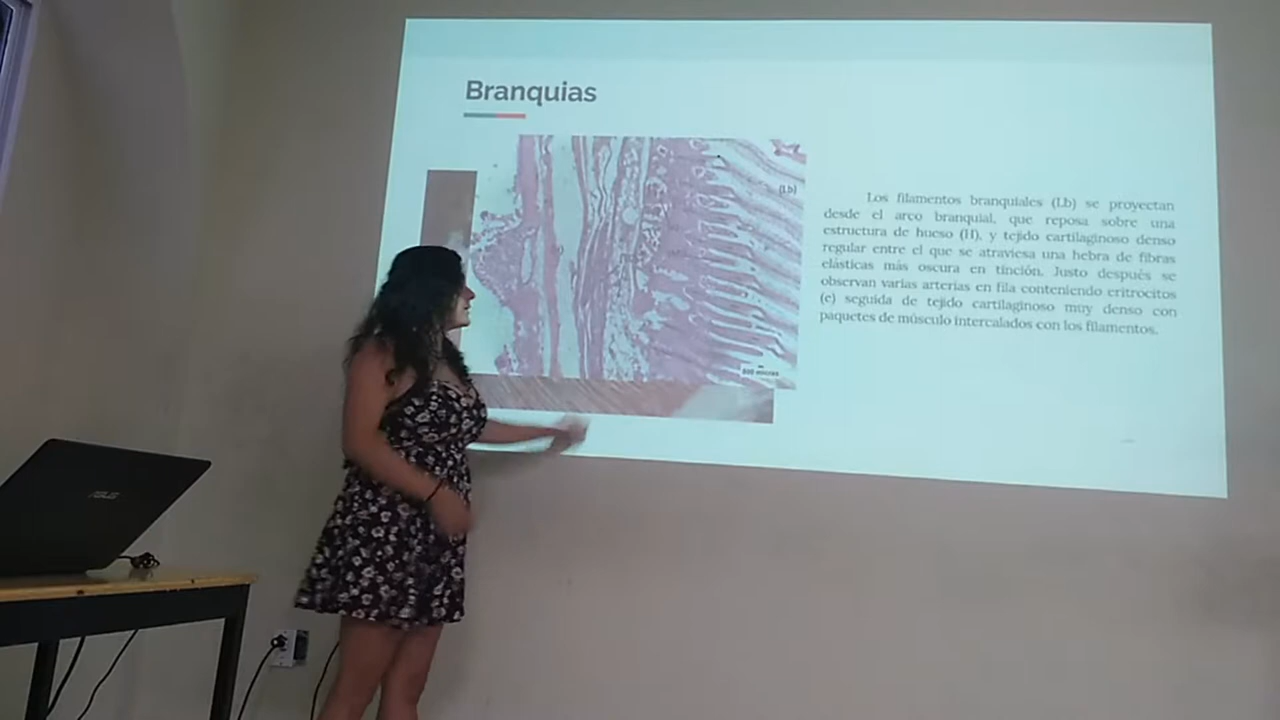 Branquias
(Lb)
Los filamentos branquiales (Lb) se proyectan
desde el arco branquial, que reposa sobre una
estructura de hueso (H), y tejido cartilaginoso denso
regular entre el que se atraviesa una hebra de fibras
elásticas más oscura en tinción. Justo después se
observan varias arterias en fila conteniendo eritrocitos
(e) seguida de tejido cartilaginoso muy denso con
paquetes de músculo intercalados con los filamentos.
500 micras
ASUS